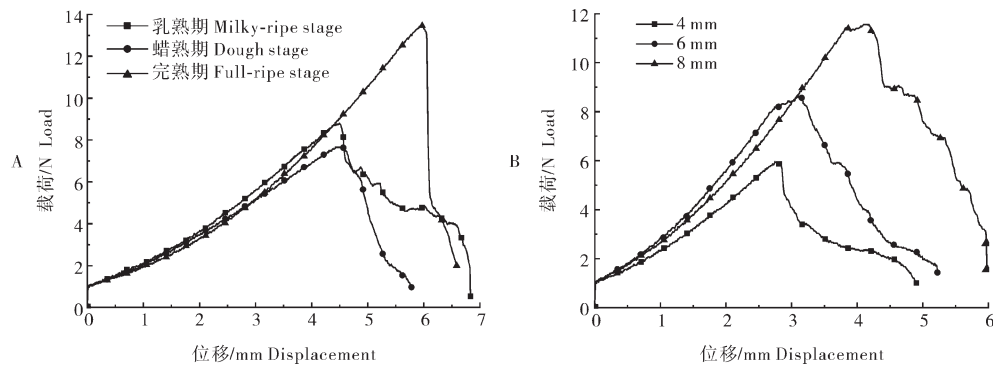 A
载荷/N Load
14
12
10
8
6
4
2
0
乳熟期 Milky-ripe stage
蜡熟期 Dough stage
完熟期 Full-ripe stage
0 1 2 3 4 5 6 7
位移/mm Displacement
B
载荷/N Load
12
10
8
6
4
2
0
4 mm
6 mm
8 mm
0 1 2 3 4 5 6
位移/mm Displacement